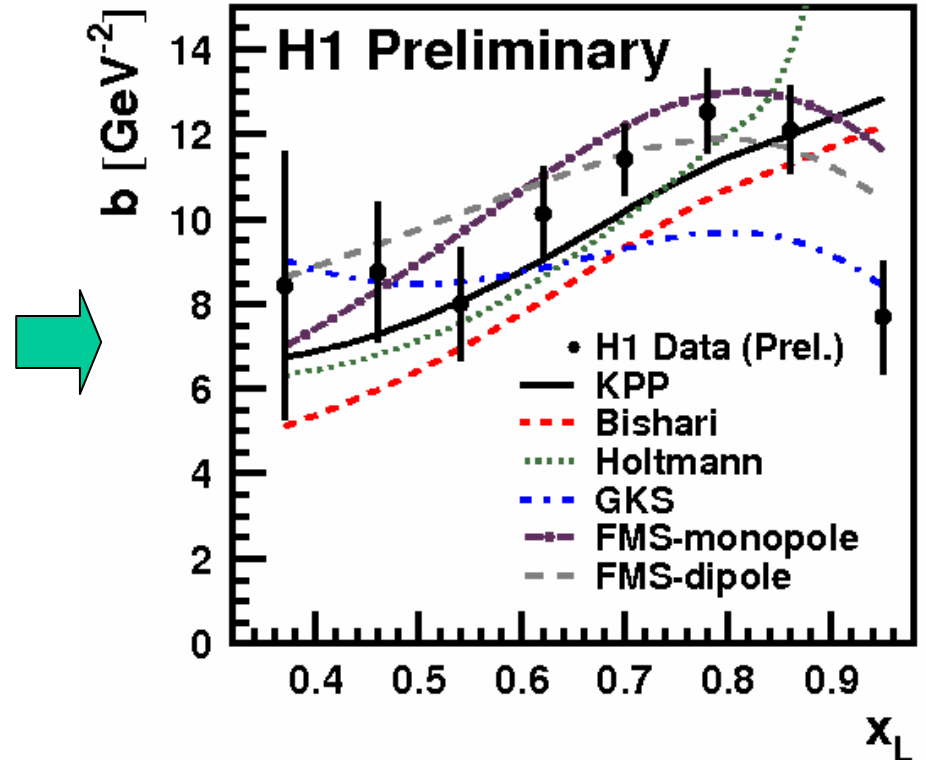 H1 Preliminary
b [GeV⁻²]
14
12
10
8
6
4
2
0
H1 Data (Prel.)
KPP
Bishari
Holtmann
GKS
FMS-monopole
FMS-dipole
0.4 0.5 0.6 0.7 0.8 0.9
x_L